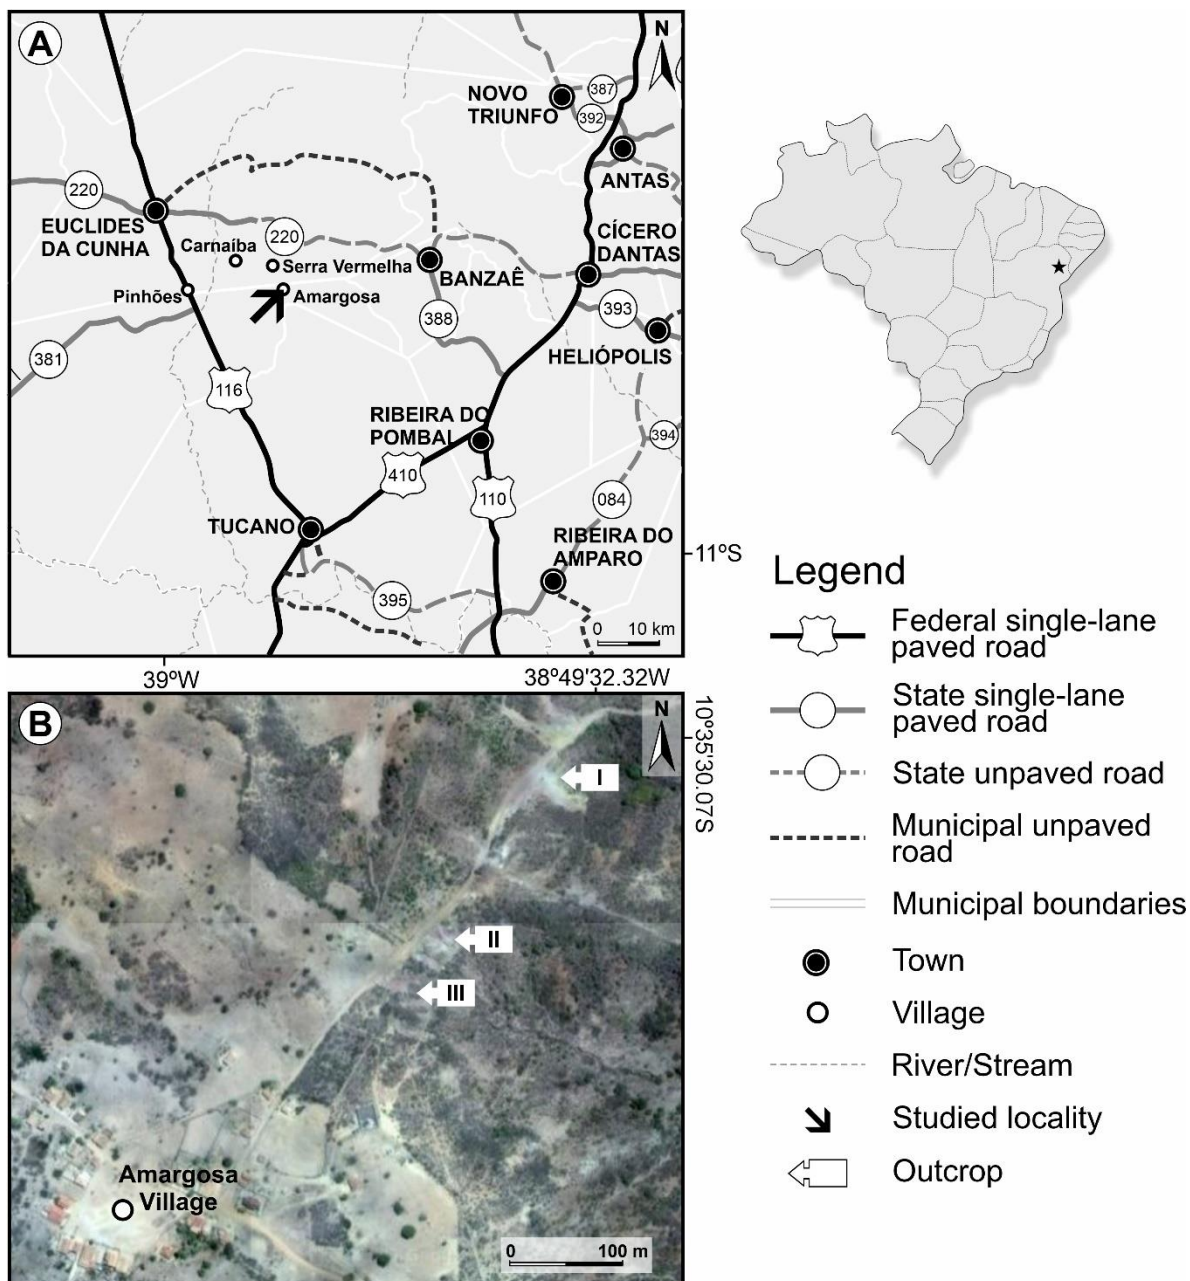 A
N
NOVO
TRIUNFO
387
392
ANTAS
220
EUCLIDES
DA CUNHA
CÍCERO
DANTAS
220
Carnaíba
Serra Vermelha
BANZAÊ
Pinhões
Amargosa
388
393
HELIÓPOLIS
381
116
RIBEIRA DO
POMBAL
394
410
110
084
TUCANO
RIBEIRA DO
AMPARO
11ºS
395
0 10 km
39ºW
38º49'32.32W
B
N
10º35'30.07S
I
II
III
Amargosa
Village
0 100 m
Legend
Federal single-lane
paved road
State single-lane
paved road
State unpaved road
Municipal unpaved
road
Municipal boundaries
Town
Village
River/Stream
Studied locality
Outcrop